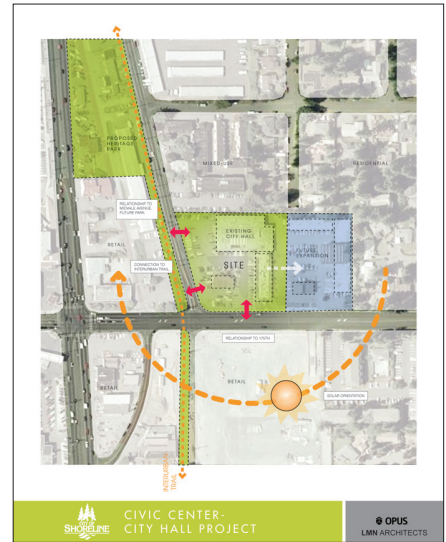 PROPOSED
HERITAGE
PARK
MIXED-USE
RESIDENTIAL
RELATIONSHIP TO
MIDVALE AVENUE
FUTURE PARK
RETAIL
CONNECTION TO
INTERURBAN TRAIL
EXISTING
CITY HALL
SITE
FUTURE
EXPANSION
RELATIONSHIP TO 175TH
RETAIL
RETAIL
SOLAR ORIENTATION
INTERURBAN
TRAIL
CITY OF
SHORELINE
CIVIC CENTER-
CITY HALL PROJECT
OPUS
LMN ARCHITECTS